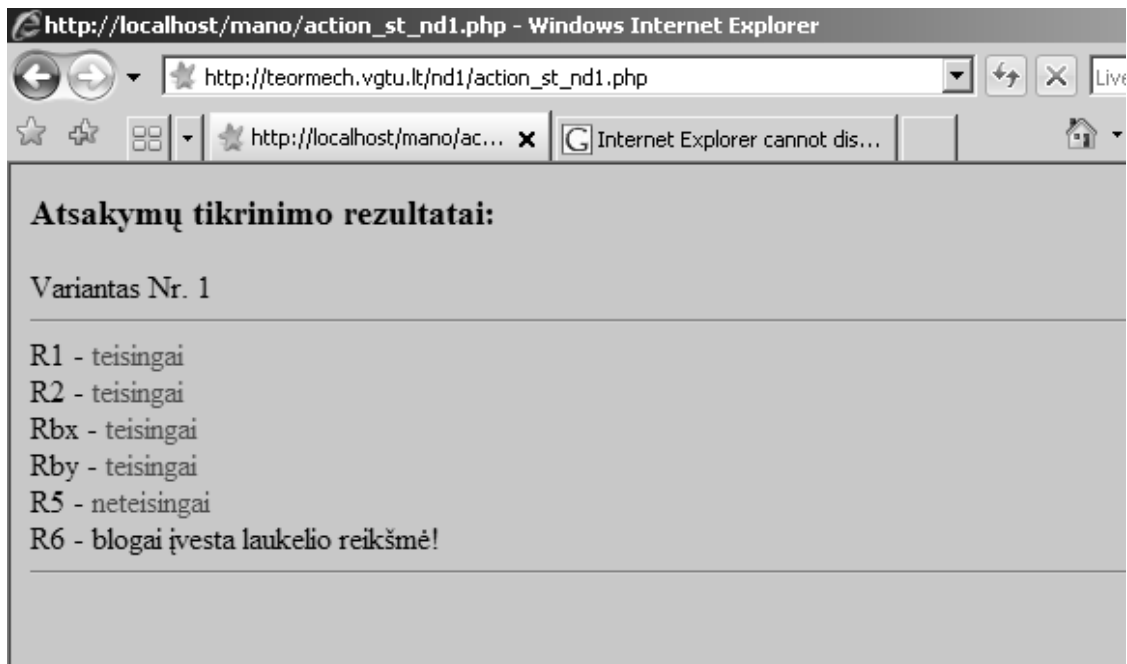 http://localhost/mano/action_st_nd1.php - Windows Internet Explorer
http://teormech.vgtu.lt/nd1/action_st_nd1.php
Live
http://localhost/mano/ac...
Internet Explorer cannot dis...
Atsakymų tikrinimo rezultatai:
Variantas Nr. 1
R1 - teisingai
R2 - teisingai
Rbx - teisingai
Rby - teisingai
R5 - neteisingai
R6 - blogai įvesta laukelio reikšmė!